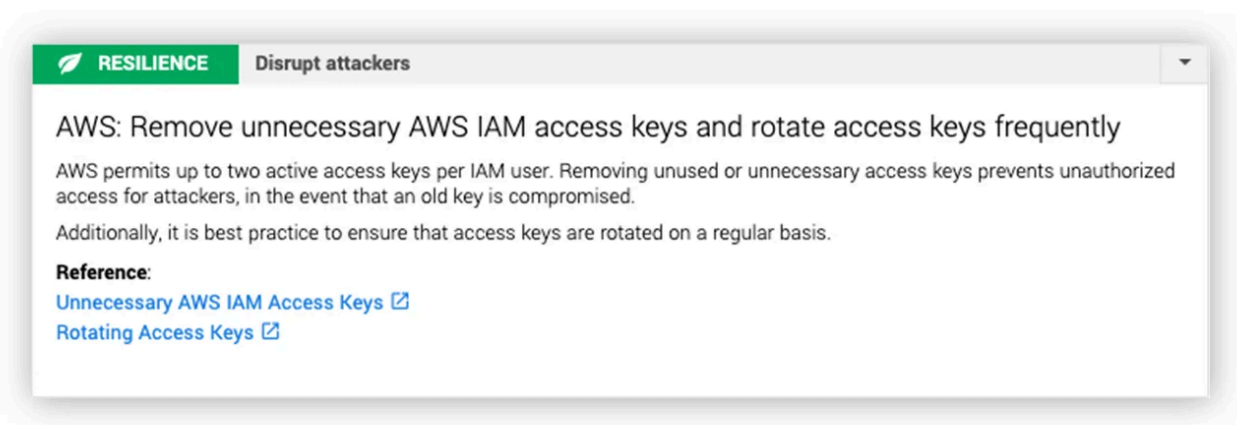 RESILIENCE Disrupt attackers
AWS: Remove unnecessary AWS IAM access keys and rotate access keys frequently
AWS permits up to two active access keys per IAM user. Removing unused or unnecessary access keys prevents unauthorized
access for attackers, in the event that an old key is compromised.
Additionally, it is best practice to ensure that access keys are rotated on a regular basis.
Reference:
Unnecessary AWS IAM Access Keys
Rotating Access Keys